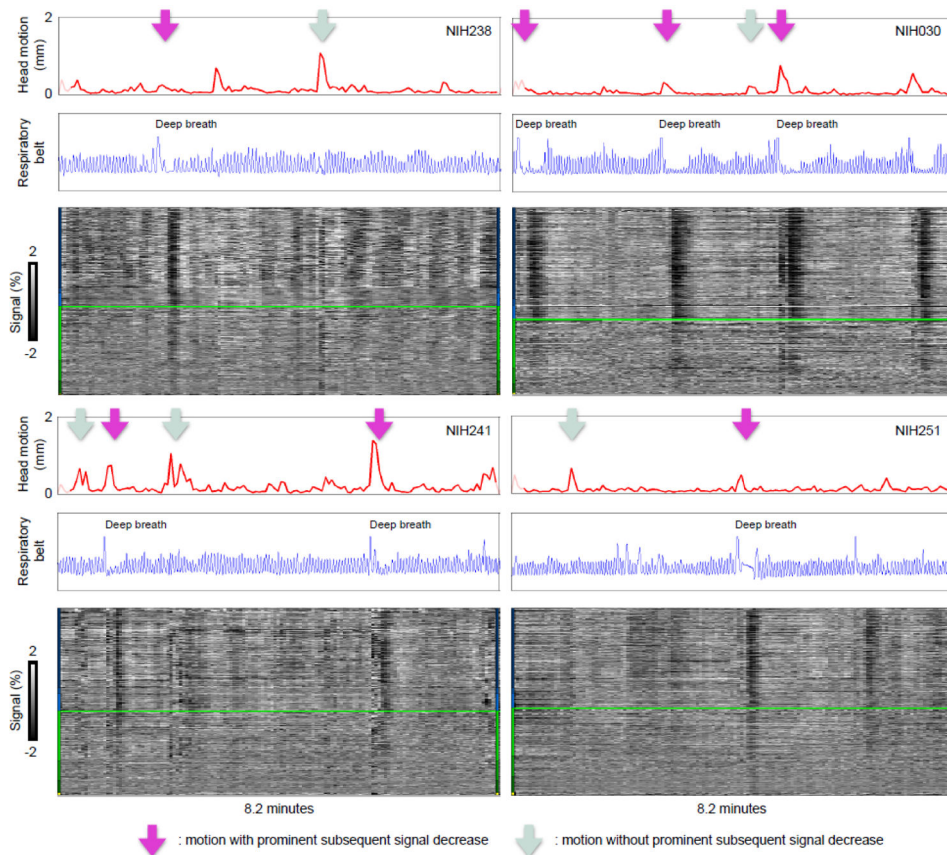 2
Head motion
(mm)
0
NIH238
NIH030
Respiratory
belt
Deep breath
Deep breath
Deep breath
Deep breath
Signal (%)
2
-2
2
Head motion
(mm)
0
NIH241
NIH251
Respiratory
belt
Deep breath
Deep breath
Deep breath
Signal (%)
2
-2
8.2 minutes
8.2 minutes
: motion with prominent subsequent signal decrease
: motion without prominent subsequent signal decrease